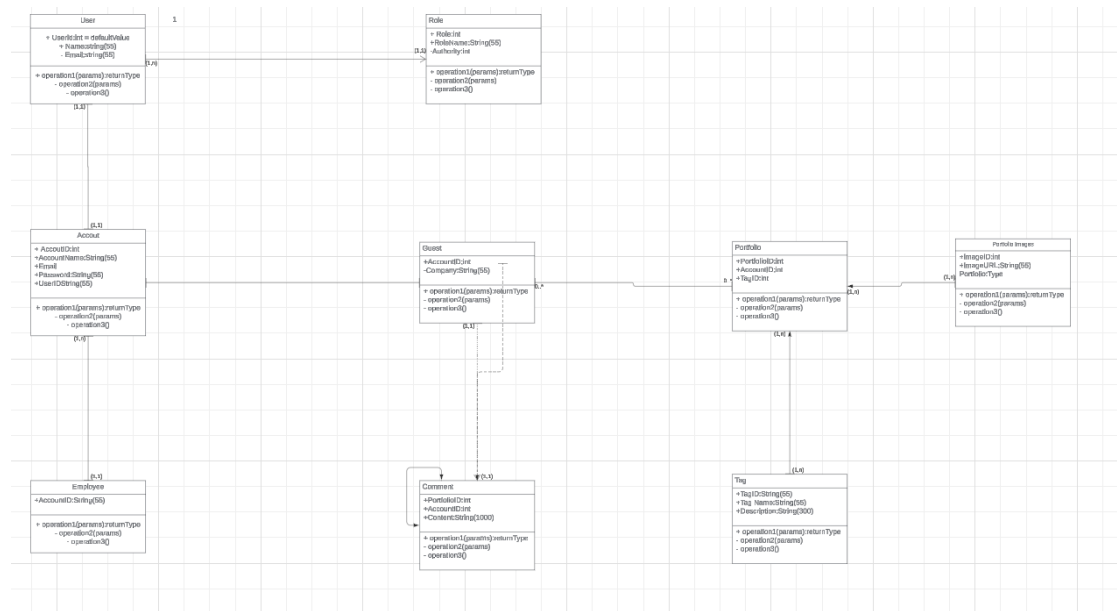 User
1
+ UserId:Int = defaultValue
+ Name:string(55)
- Email:string(55)
+ operation1(params):returnType
- operation2(params)
- operation3()
(1,n)
(1,1)
Role
+ Role:int
+RoleName:String(55)
-Authority:int
(1,1)
+ operation1(params):returnType
- operation2(params)
- operation3()
(1,1)
Accout
+ AccoutID:int
+AccountName:String(55)
+Email
+ Password:String(55)
+UserIDString(55)
+ operation1(params):returnType
- operation2(params)
- operation3()
Guest
+AccountID:int
-Company:String(55)
0..*
+ operation1(params):returnType
- operation2(params)
- operation3()
(1,1)
Portfolio
+PortfolioID:int
+AccountID:int
+TagID:int
+ operation1(params):returnType
- operation2(params)
- operation3()
(1,n)
(1,n)
Portfolio Images
+ImageID:int
+ImageURL:String(55)
Portfolio:Type
(1,n)
+ operation1(params):returnType
- operation2(params)
- operation3()
Employee
+AccountID:String(55)
+ operation1(params):returnType
- operation2(params)
- operation3()
Comment
+PortfolioID:int
+AccountID:int
+Content:String(1000)
+ operation1(params):returnType
- operation2(params)
- operation3()
(1,n)
Tag
+TagID:String(55)
+Tag_Name:String(55)
+Description:String(300)
+ operation1(params):returnType
- operation2(params)
- operation3()